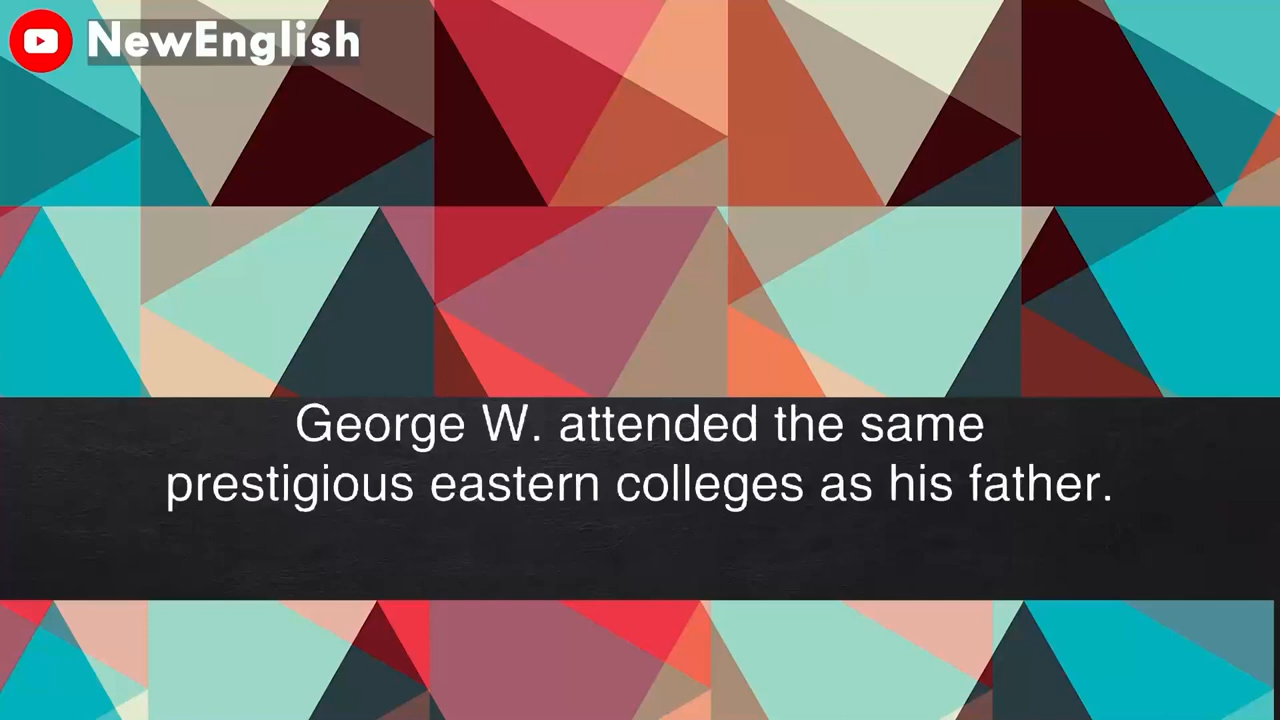 NewEnglish
George W. attended the same
prestigious eastern colleges as his father.